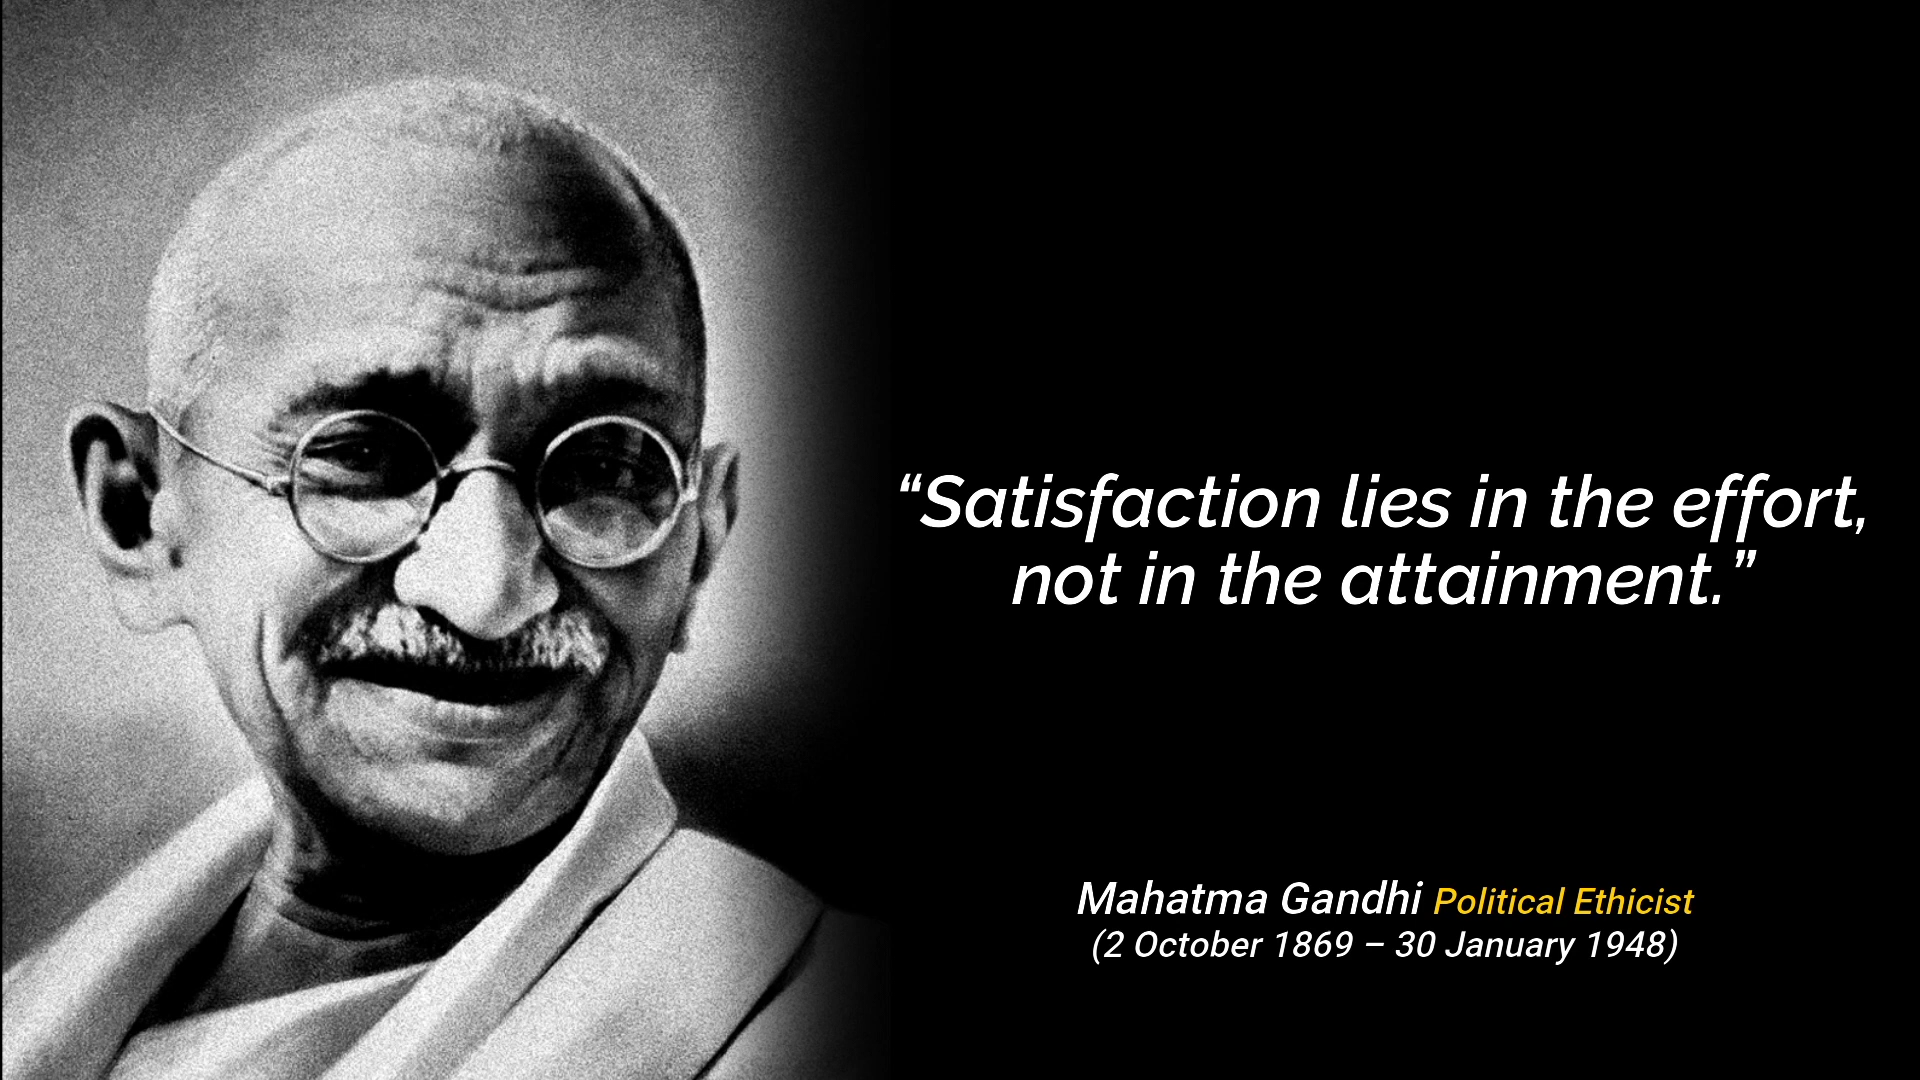 “Satisfaction lies in the effort,
not in the attainment.”
Mahatma Gandhi Political Ethicist
(2 October 1869 – 30 January 1948)